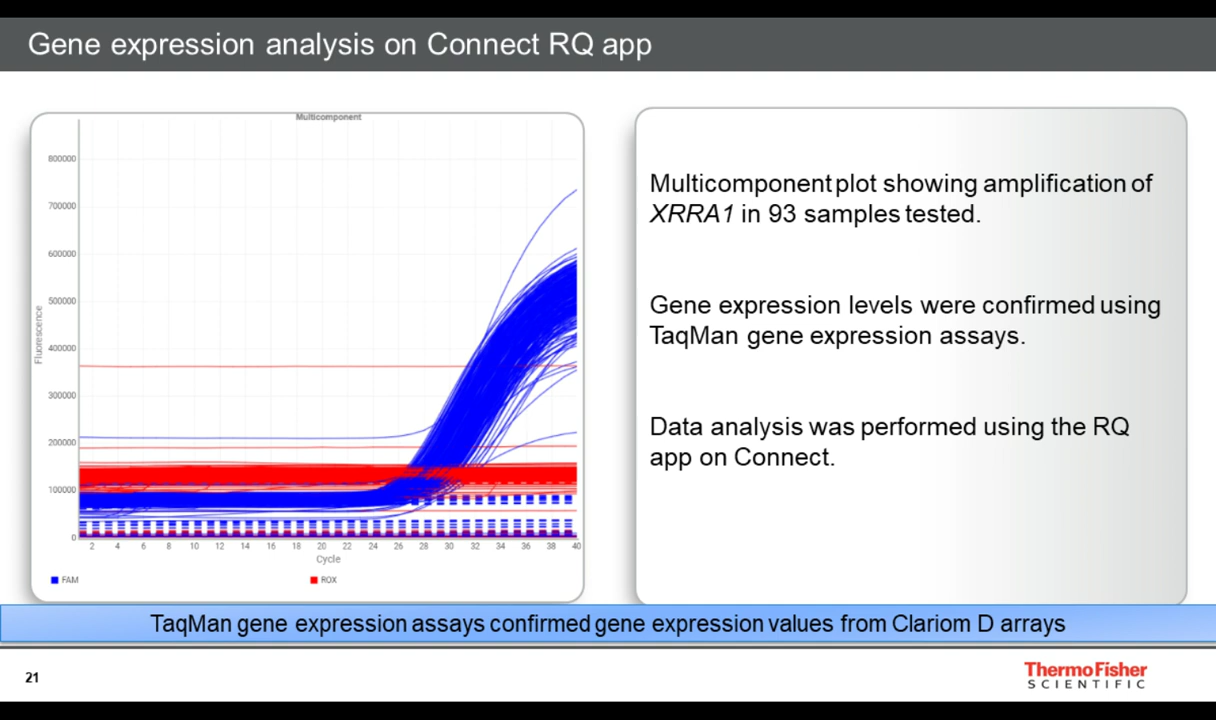 Gene expression analysis on Connect RQ app
Multicomponent
800000
700000
600000
500000
400000
300000
200000
100000
0
Fluorescence
2 4 6 8 10 12 14 16 18 20 22 24 26 28 30 32 34 36 38 40
Cycle
FAM ROX
Multicomponent plot showing amplification of
XRRA1 in 93 samples tested.
Gene expression levels were confirmed using
TaqMan gene expression assays.
Data analysis was performed using the RQ
app on Connect.
TaqMan gene expression assays confirmed gene expression values from Clariom D arrays
21
ThermoFisher
SCIENTIFIC